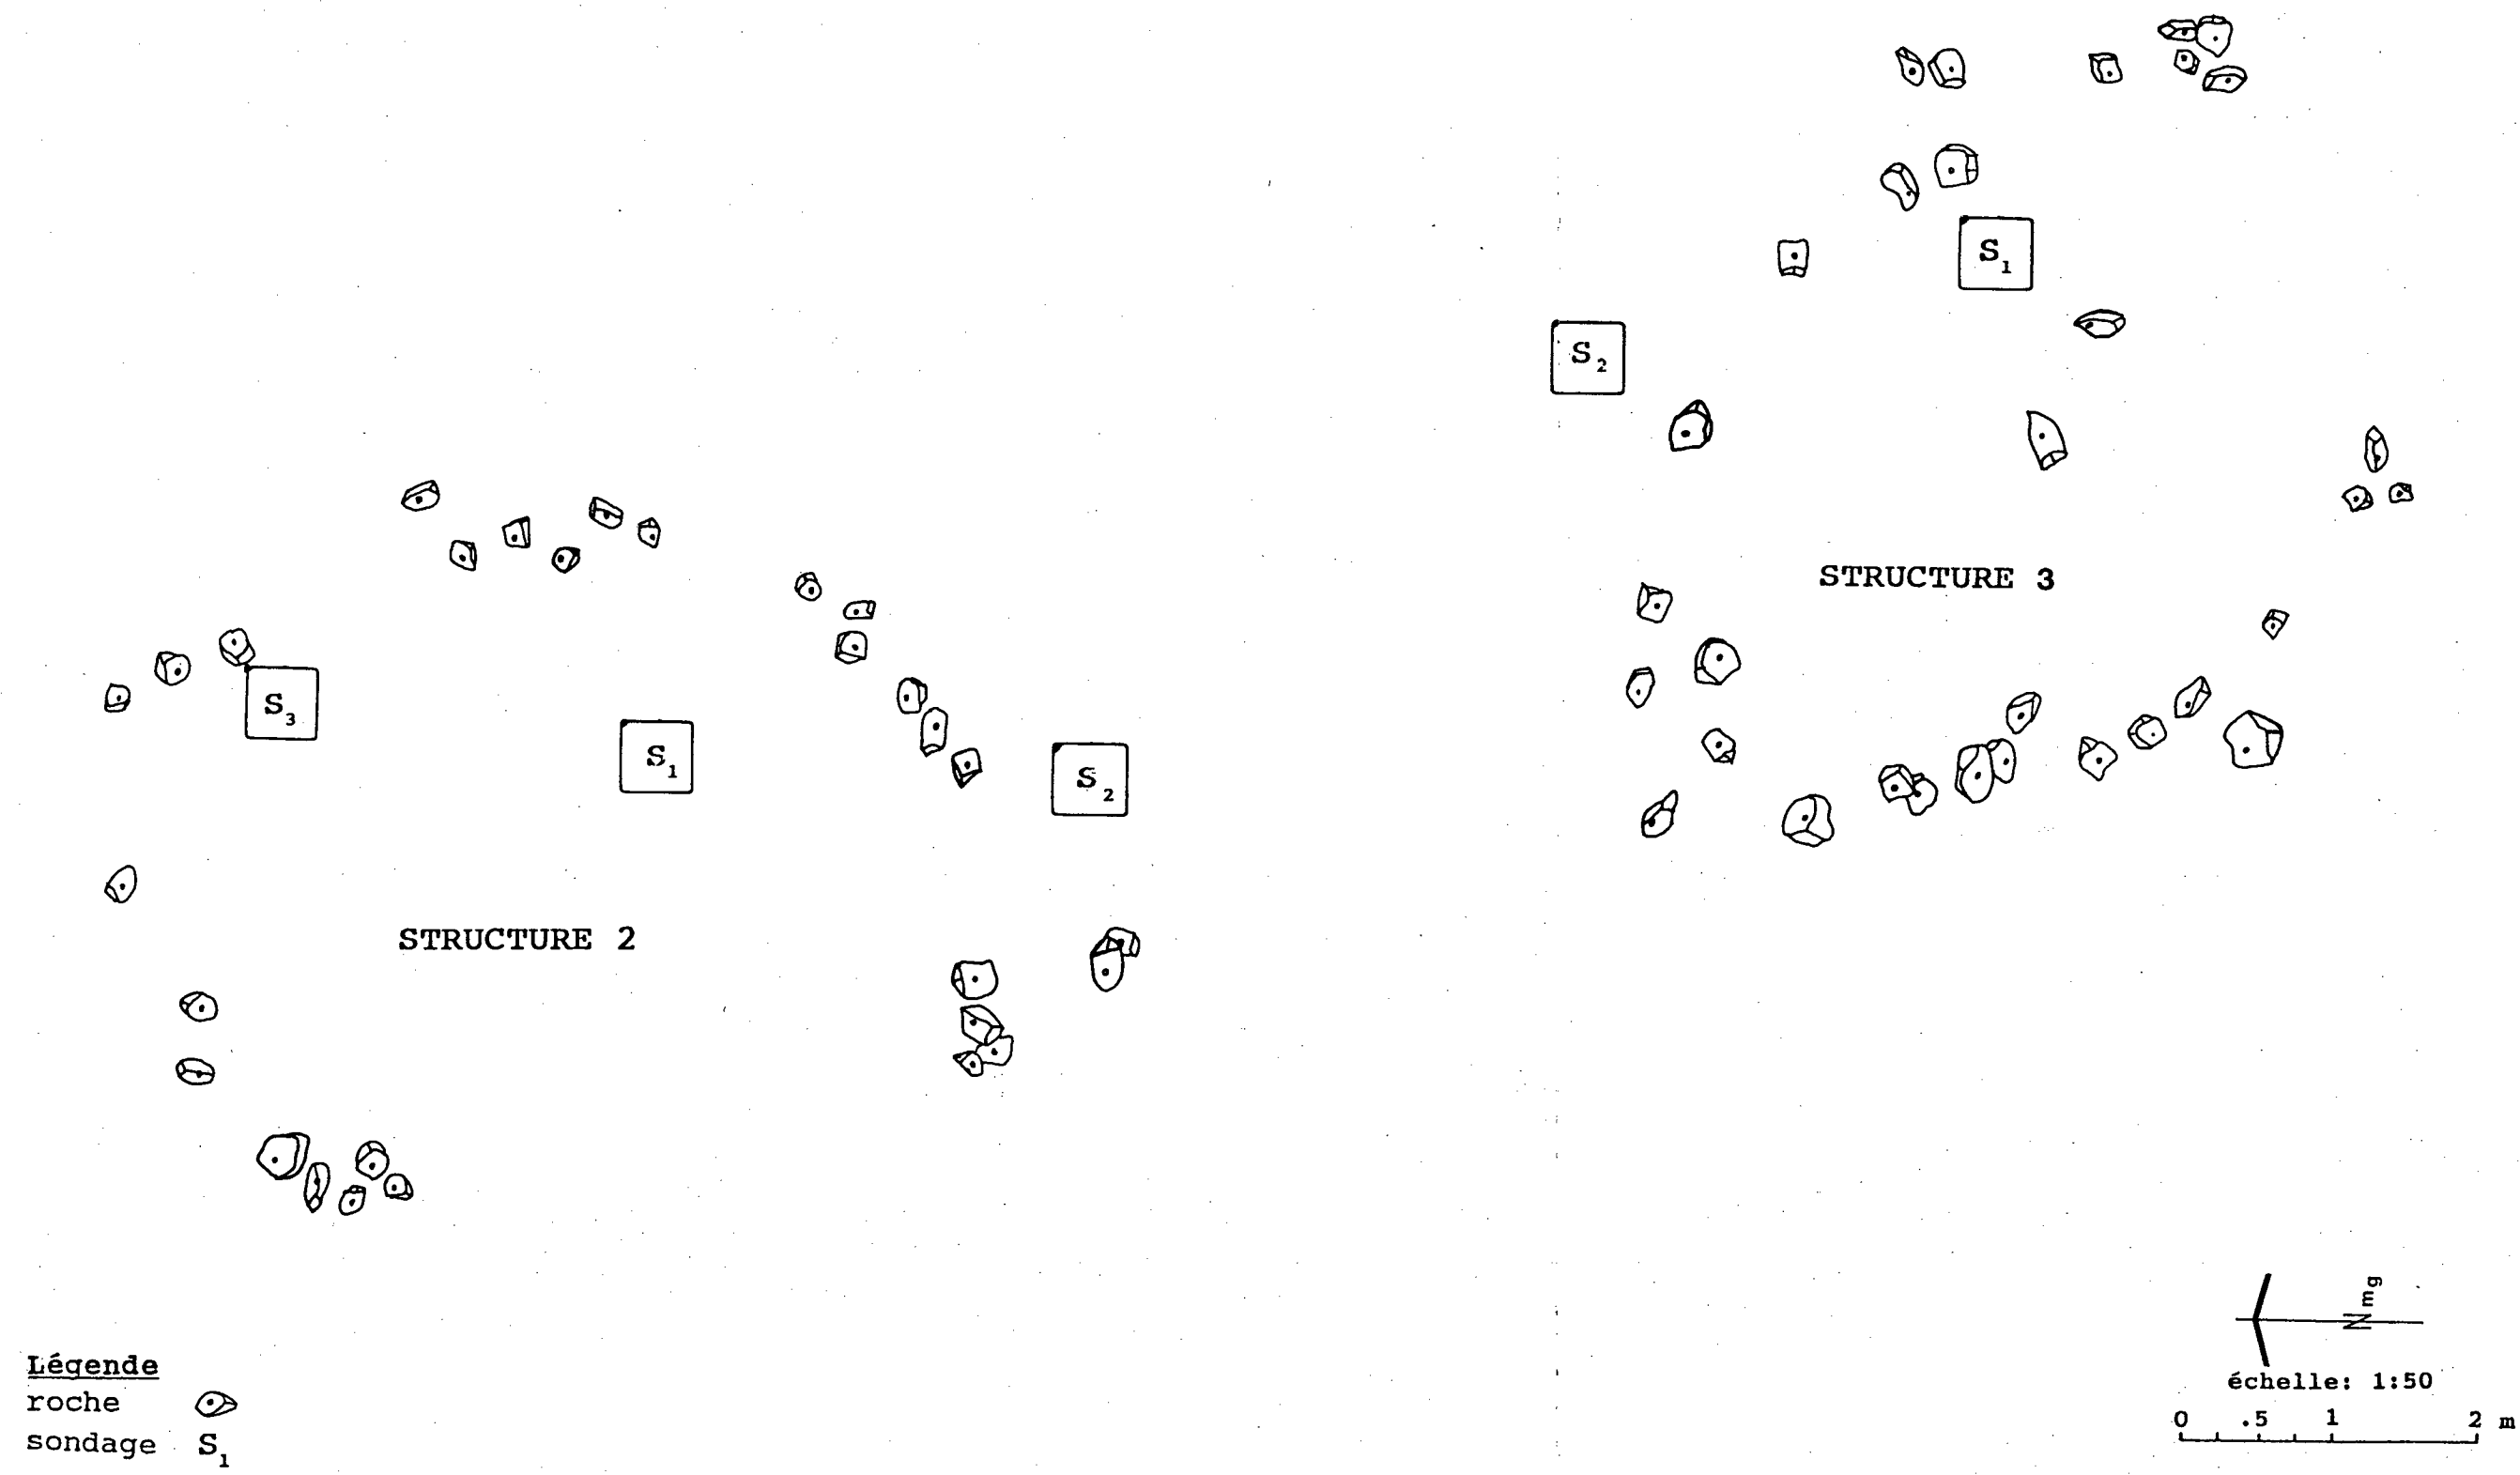 S1
S2
STRUCTURE 3
S3
S1
S2
STRUCTURE 2
Nmg
échelle: 1:50
0 .5 1 2 m
Légende
roche
sondage S1